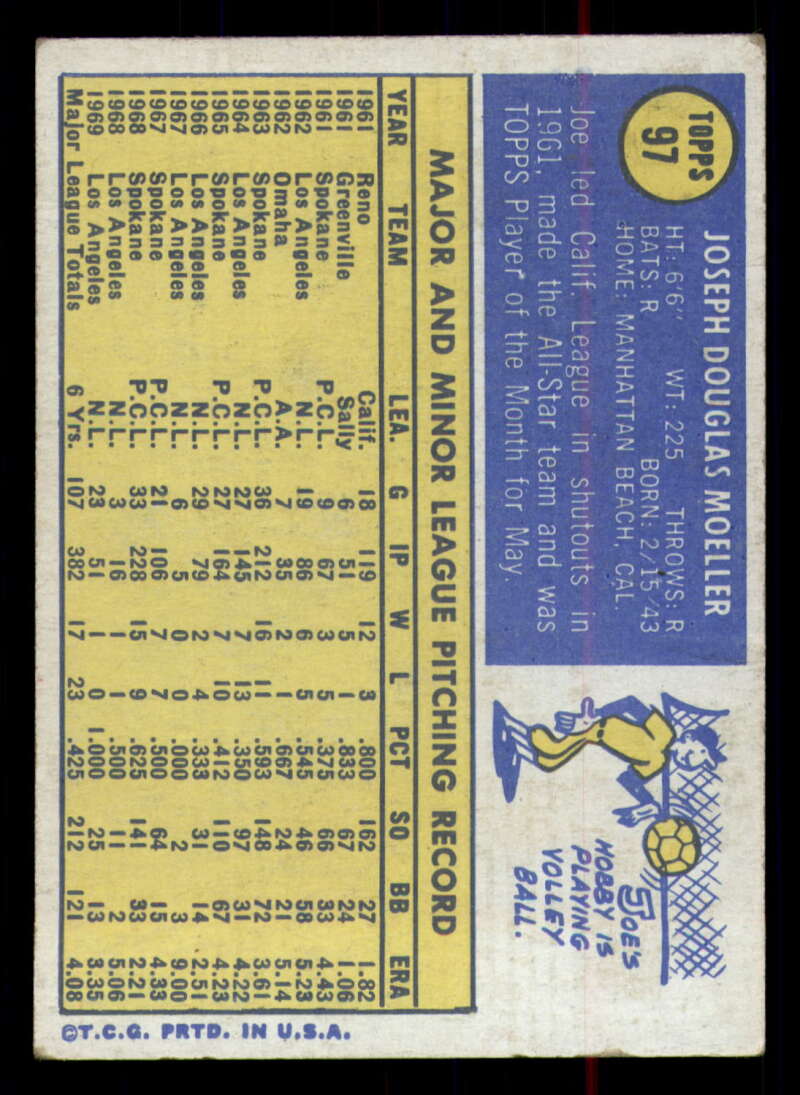 TOPPS
97
JOSEPH DOUGLAS MOELLER
HT: 6'6" WT: 225 THROWS: R
BATS: R BORN: 2/15/43
HOME: MANHATTAN BEACH, CAL.
Joe led Calif. League in shutouts in
1961, made the All-Star team and was
TOPPS Player of the Month for May.
JOE'S
HOBBY IS
PLAYING
VOLLEY
BALL.
MAJOR AND MINOR LEAGUE PITCHING RECORD
YEAR TEAM LEA. G IP W L PCT SO BB ERA
1961 Reno Calif. 18 119 12 3 .800 162 27 1.82
1961 Greenville Sally 6 51 5 1 .833 67 24 1.06
1961 Spokane P.C.L. 9 67 3 5 .375 66 33 4.43
1962 Los Angeles N.L. 19 86 6 5 .545 46 58 5.23
1962 Omaha A.A. 7 35 2 1 .667 24 21 5.14
1963 Spokane P.C.L. 36 212 16 11 .593 148 72 3.61
1964 Los Angeles N.L. 27 145 7 13 .350 97 31 4.22
1965 Spokane P.C.L. 27 164 7 10 .412 110 67 4.23
1966 Los Angeles N.L. 29 79 2 4 .333 31 14 2.51
1967 Los Angeles N.L. 6 5 0 0 .000 2 3 9.00
1967 Spokane P.C.L. 21 106 7 7 .500 64 15 4.33
1968 Spokane P.C.L. 33 228 15 9 .625 141 33 2.21
1968 Los Angeles N.L. 3 16 1 1 .500 11 2 5.06
1969 Los Angeles N.L. 23 51 1 0 1.000 25 13 3.35
Major League Totals 6 Yrs. 107 382 17 23 .425 212 121 4.08
©T.C.G. PRTD. IN U.S.A.